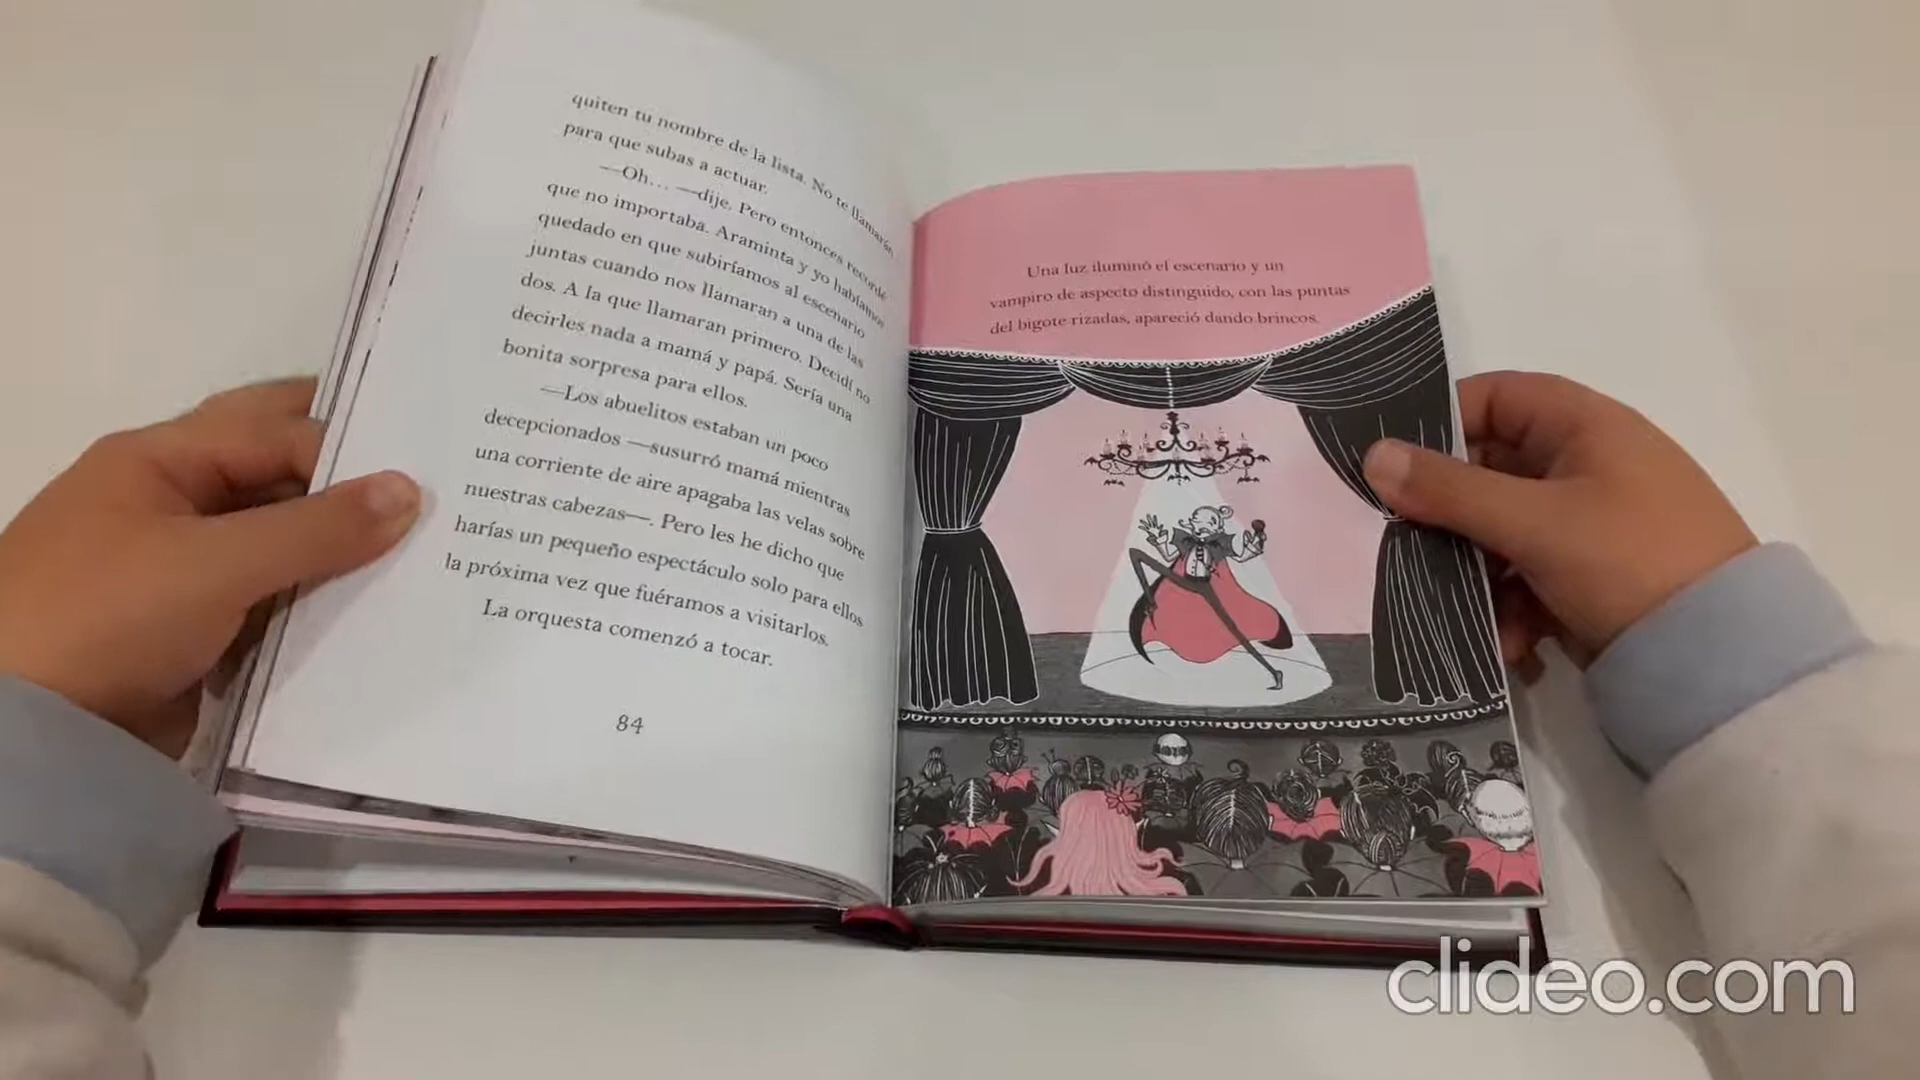 quiten tu nombre de la lista. No te llamarán
para que subas a actuar.
—Oh... —dije. Pero entonces recordé
que no importaba. Araminta y yo habíamos
quedado en que subiríamos al escenario
juntas cuando nos llamaran a una de las
dos. A la que llamaran primero. Decidí no
decirles nada a mamá y papá. Sería una
bonita sorpresa para ellos.
—Los abuelitos estaban un poco
decepcionados —susurró mamá mientras
una corriente de aire apagaba las velas sobre
nuestras cabezas—. Pero les he dicho que
harías un pequeño espectáculo solo para ellos
la próxima vez que fuéramos a visitarlos.
La orquesta comenzó a tocar.
84
Una luz iluminó el escenario y un
vampiro de aspecto distinguido, con las puntas
del bigote rizadas, apareció dando brincos.
clideo.com